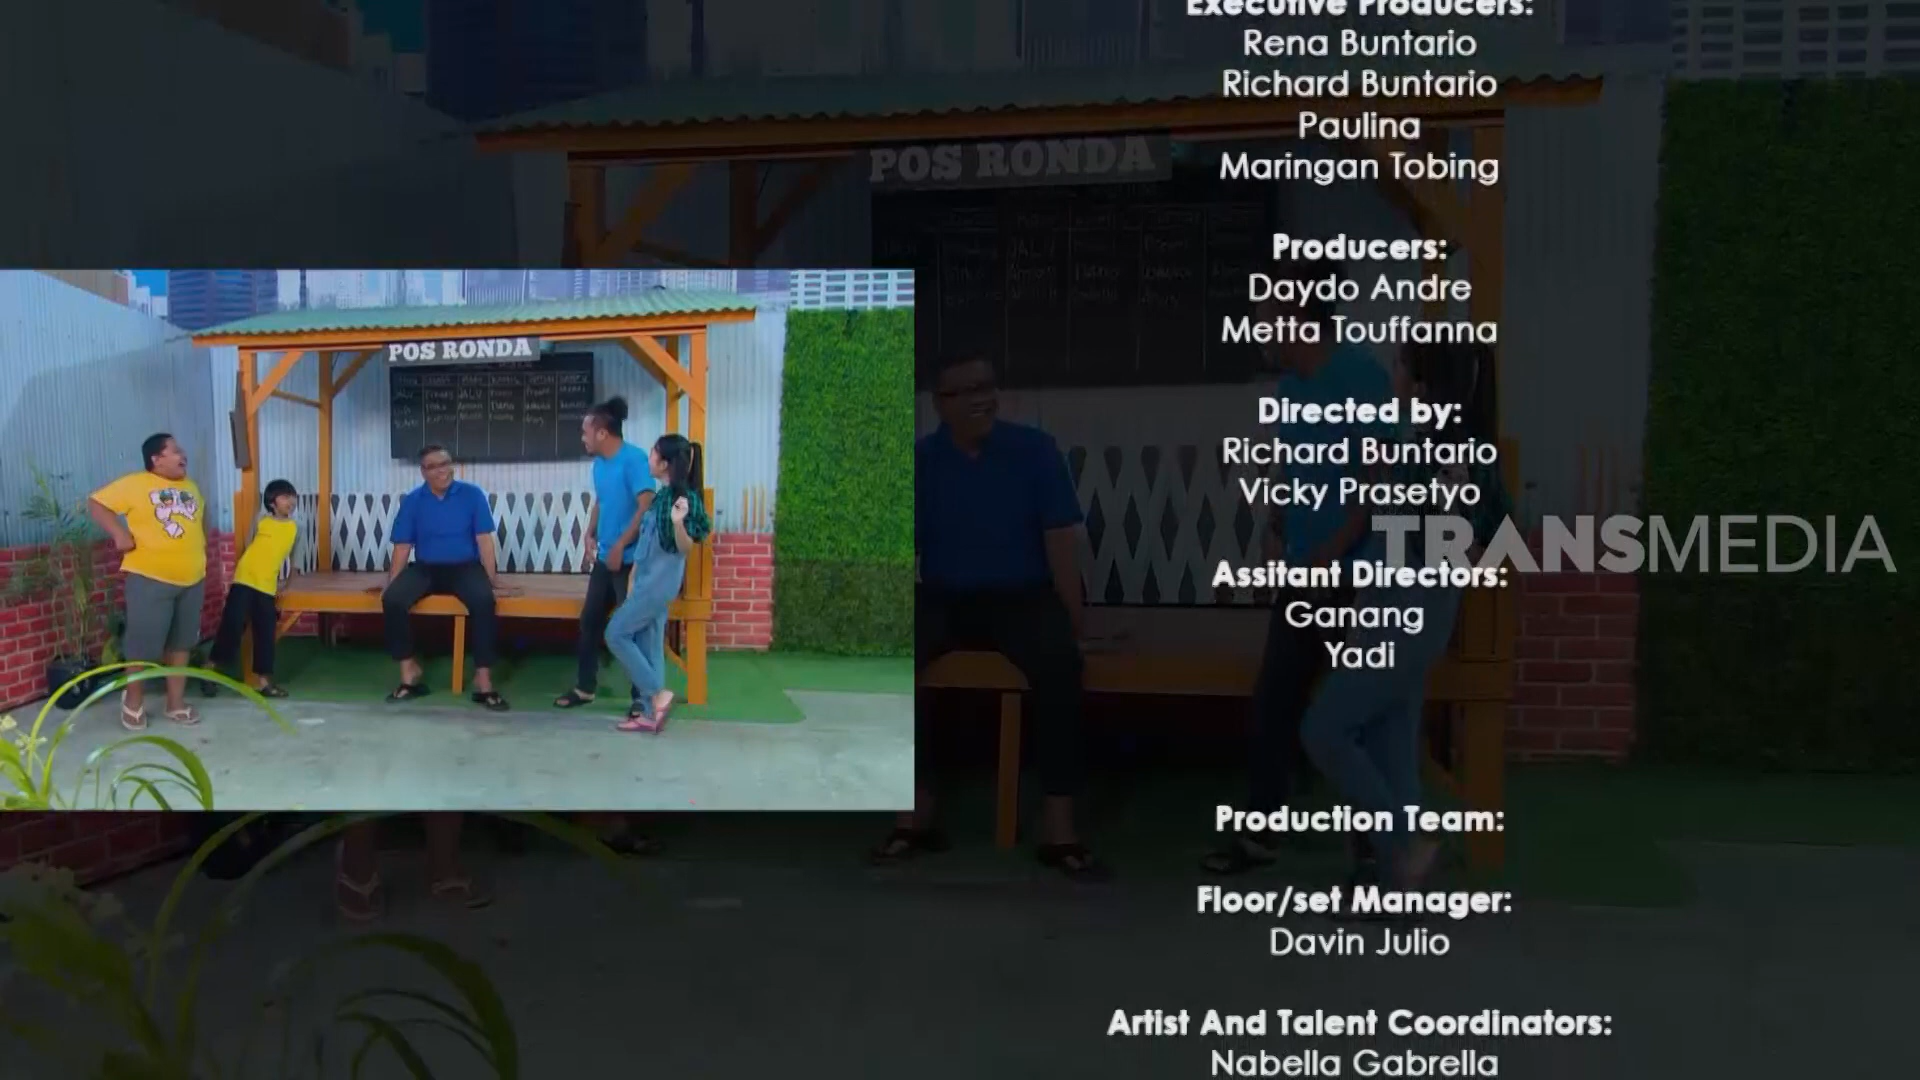 Executive Producers:
Rena Buntario
Richard Buntario
Paulina
Maringan Tobing
Producers:
Daydo Andre
Metta Touffanna
Directed by:
Richard Buntario
Vicky Prasetyo
Assitant Directors:
Ganang
Yadi
Production Team:
Floor/set Manager:
Davin Julio
Artist And Talent Coordinators:
Nabella Gabrella
TRANSMEDIA
POS RONDA
POS RONDA